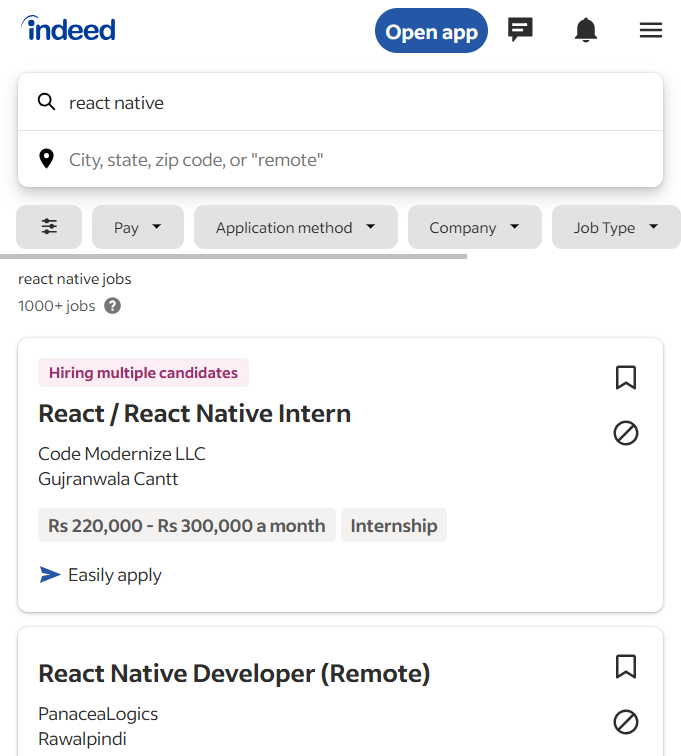 indeed
Open app
react native
City, state, zip code, or "remote"
Pay
Application method
Company
Job Type
react native jobs
1000+ jobs ?
Hiring multiple candidates
React / React Native Intern
Code Modernize LLC
Gujranwala Cantt
Rs 220,000 - Rs 300,000 a month
Internship
Easily apply
React Native Developer (Remote)
PanaceaLogics
Rawalpindi